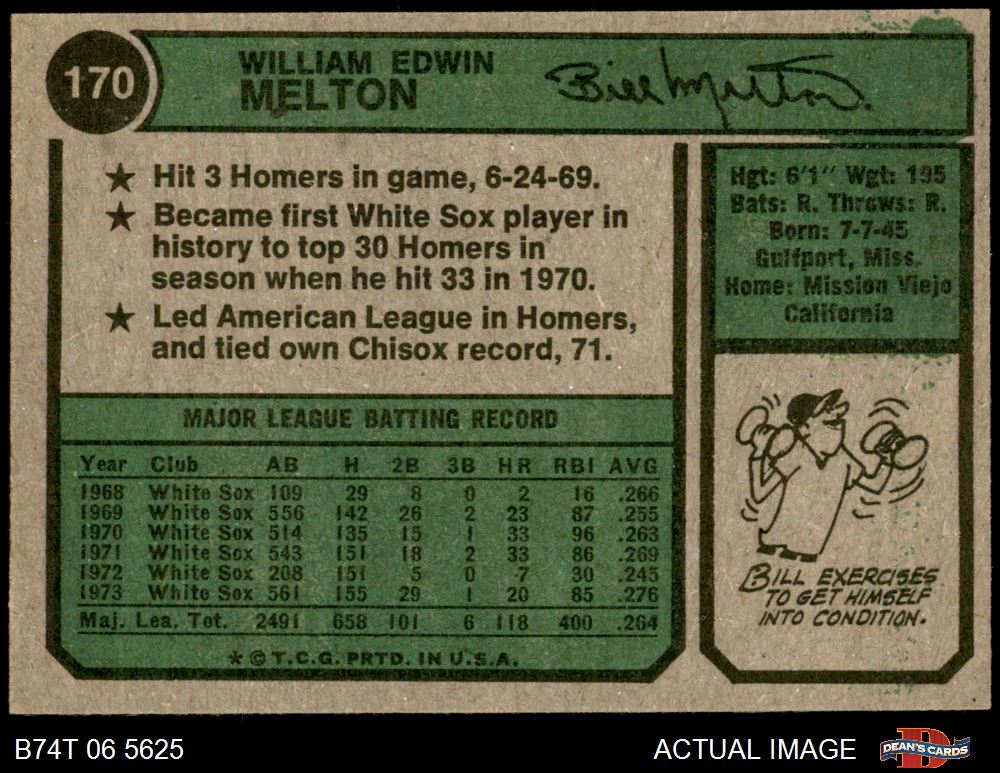 170
WILLIAM EDWIN
MELTON
Bill Melton.
★ Hit 3 Homers in game, 6-24-69.
★ Became first White Sox player in
history to top 30 Homers in
season when he hit 33 in 1970.
★ Led American League in Homers,
and tied own Chisox record, 71.
Hgt: 6'1" Wgt: 195
Bats: R. Throws: R.
Born: 7-7-45
Gulfport, Miss.
Home: Mission Viejo
California
MAJOR LEAGUE BATTING RECORD
Year Club AB H 2B 3B HR RBI AVG
1968 White Sox 109 29 8 0 2 16 .266
1969 White Sox 556 142 26 2 23 87 .255
1970 White Sox 514 135 15 1 33 96 .263
1971 White Sox 543 151 18 2 33 86 .269
1972 White Sox 208 151 5 0 7 30 .245
1973 White Sox 561 155 29 1 20 85 .276
Maj. Lea. Tot. 2491 658 101 6 118 400 .264
* © T.C.G. PRTD. IN U.S.A.
BILL EXERCISES
TO GET HIMSELF
INTO CONDITION.
B74T 06 5625
ACTUAL IMAGE
DEAN'S CARDS